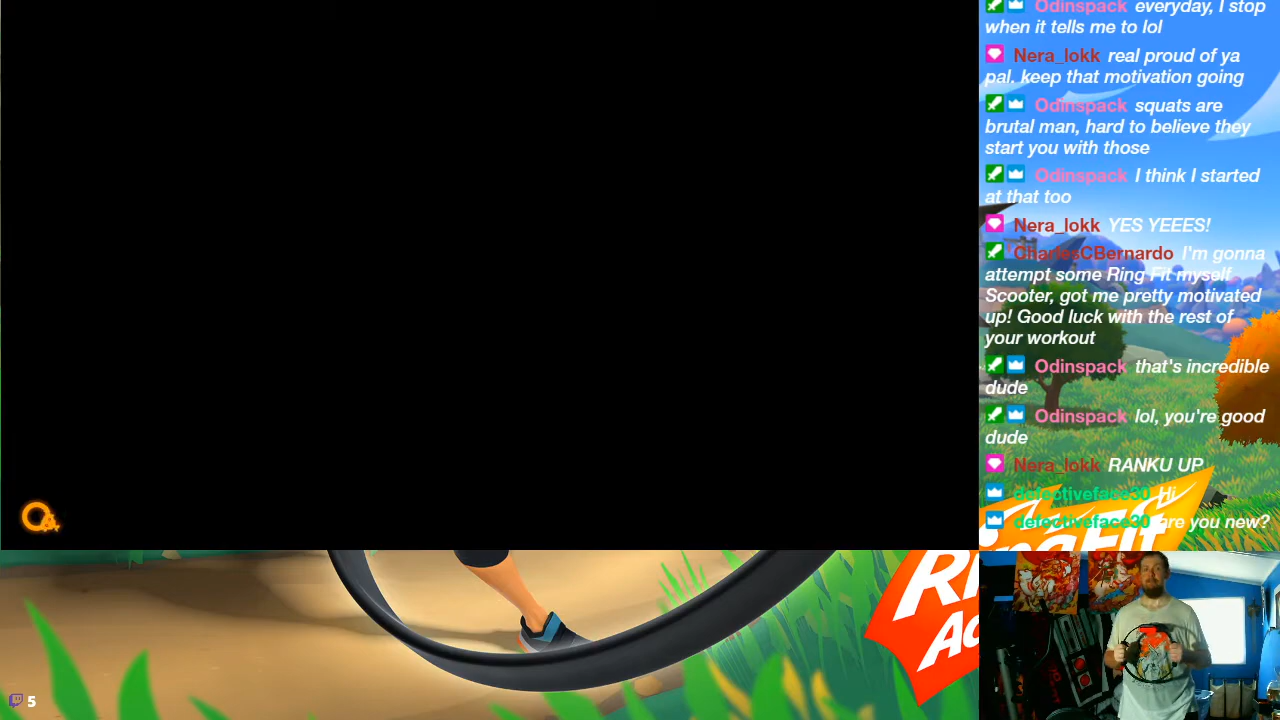 Odinspack everyday, I stop
when it tells me to lol
Nera_lokk real proud of ya
pal. keep that motivation going
Odinspack squats are
brutal man, hard to believe they
start you with those
Odinspack I think I started
at that too
Nera_lokk YES YEEES!
CharlesCBernardo I'm gonna
attempt some Ring Fit myself
Scooter, got me pretty motivated
up! Good luck with the rest of
your workout
Odinspack that's incredible
dude
Odinspack lol, you're good
dude
Nera_lokk RANKU UP
defectiveface30 Hi
defectiveface30 are you new?
5